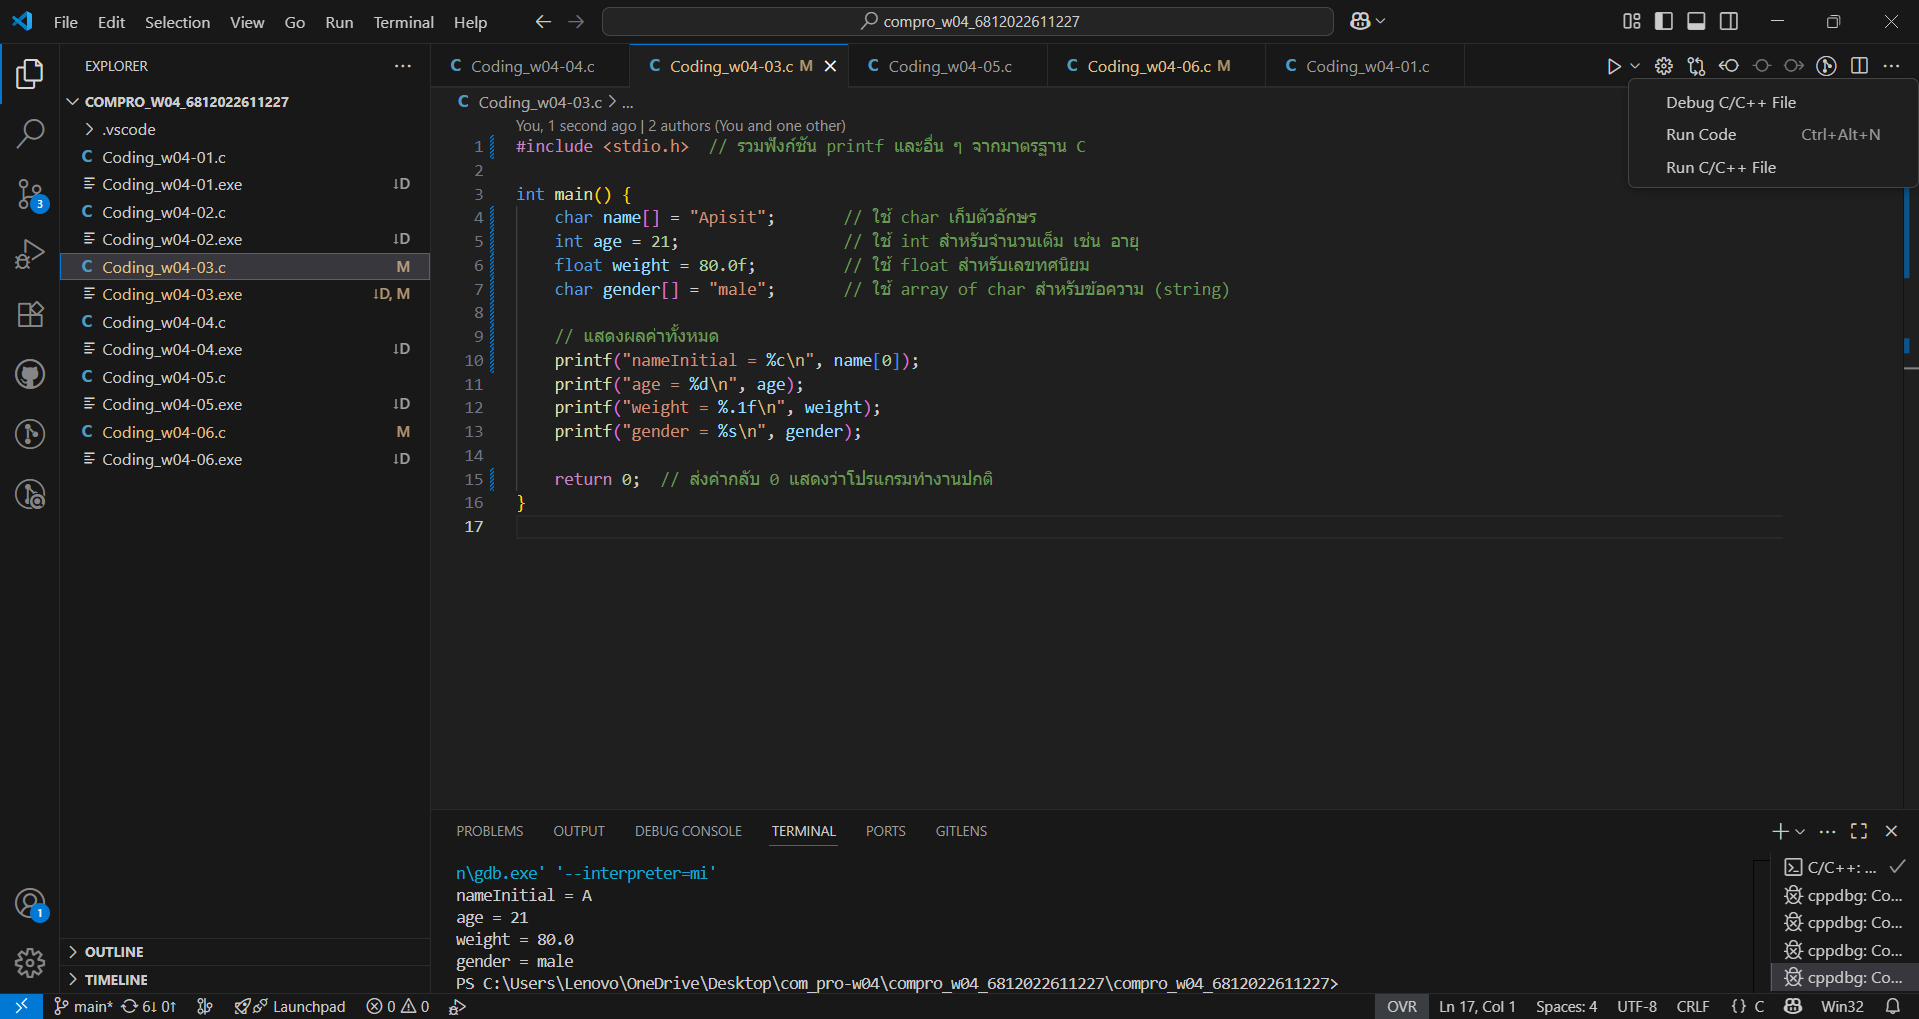 File Edit Selection View Go Run Terminal Help
compro_w04_6812022611227
EXPLORER
COMPRO_W04_6812022611227
.vscode
C Coding_w04-01.c
Coding_w04-01.exe ↓D
C Coding_w04-02.c
Coding_w04-02.exe ↓D
C Coding_w04-03.c M
Coding_w04-03.exe ↓D, M
C Coding_w04-04.c
Coding_w04-04.exe ↓D
C Coding_w04-05.c
Coding_w04-05.exe ↓D
C Coding_w04-06.c M
Coding_w04-06.exe ↓D
3
1
OUTLINE
TIMELINE
C Coding_w04-04.c C Coding_w04-03.c M C Coding_w04-05.c C Coding_w04-06.c M C Coding_w04-01.c
C Coding_w04-03.c > ...
Debug C/C++ File
Run Code Ctrl+Alt+N
Run C/C++ File
You, 1 second ago | 2 authors (You and one other)
1 #include <stdio.h>  // รวมฟังก์ชัน printf และอื่น ๆ จากมาตรฐาน C
2
3 int main() {
4     char name[] = "Apisit";       // ใช้ char เก็บตัวอักษร
5     int age = 21;                 // ใช้ int สำหรับจำนวนเต็ม เช่น อายุ
6     float weight = 80.0f;         // ใช้ float สำหรับเลขทศนิยม
7     char gender[] = "male";       // ใช้ array of char สำหรับข้อความ (string)
8
9     // แสดงผลค่าทั้งหมด
10     printf("nameInitial = %c\n", name[0]);
11     printf("age = %d\n", age);
12     printf("weight = %.1f\n", weight);
13     printf("gender = %s\n", gender);
14
15     return 0;  // ส่งค่ากลับ 0 แสดงว่าโปรแกรมทำงานปกติ
16 }
17
PROBLEMS OUTPUT DEBUG CONSOLE TERMINAL PORTS GITLENS
n\gdb.exe' '--interpreter=mi'
nameInitial = A
age = 21
weight = 80.0
gender = male
PS C:\Users\Lenovo\OneDrive\Desktop\com_pro-w04\compro_w04_6812022611227\compro_w04_6812022611227>
C/C++: ...
cppdbg: Co...
cppdbg: Co...
cppdbg: Co...
cppdbg: Co...
main* 6↓ 0↑ Launchpad 0 0 OVR Ln 17, Col 1 Spaces: 4 UTF-8 CRLF {} C Win32